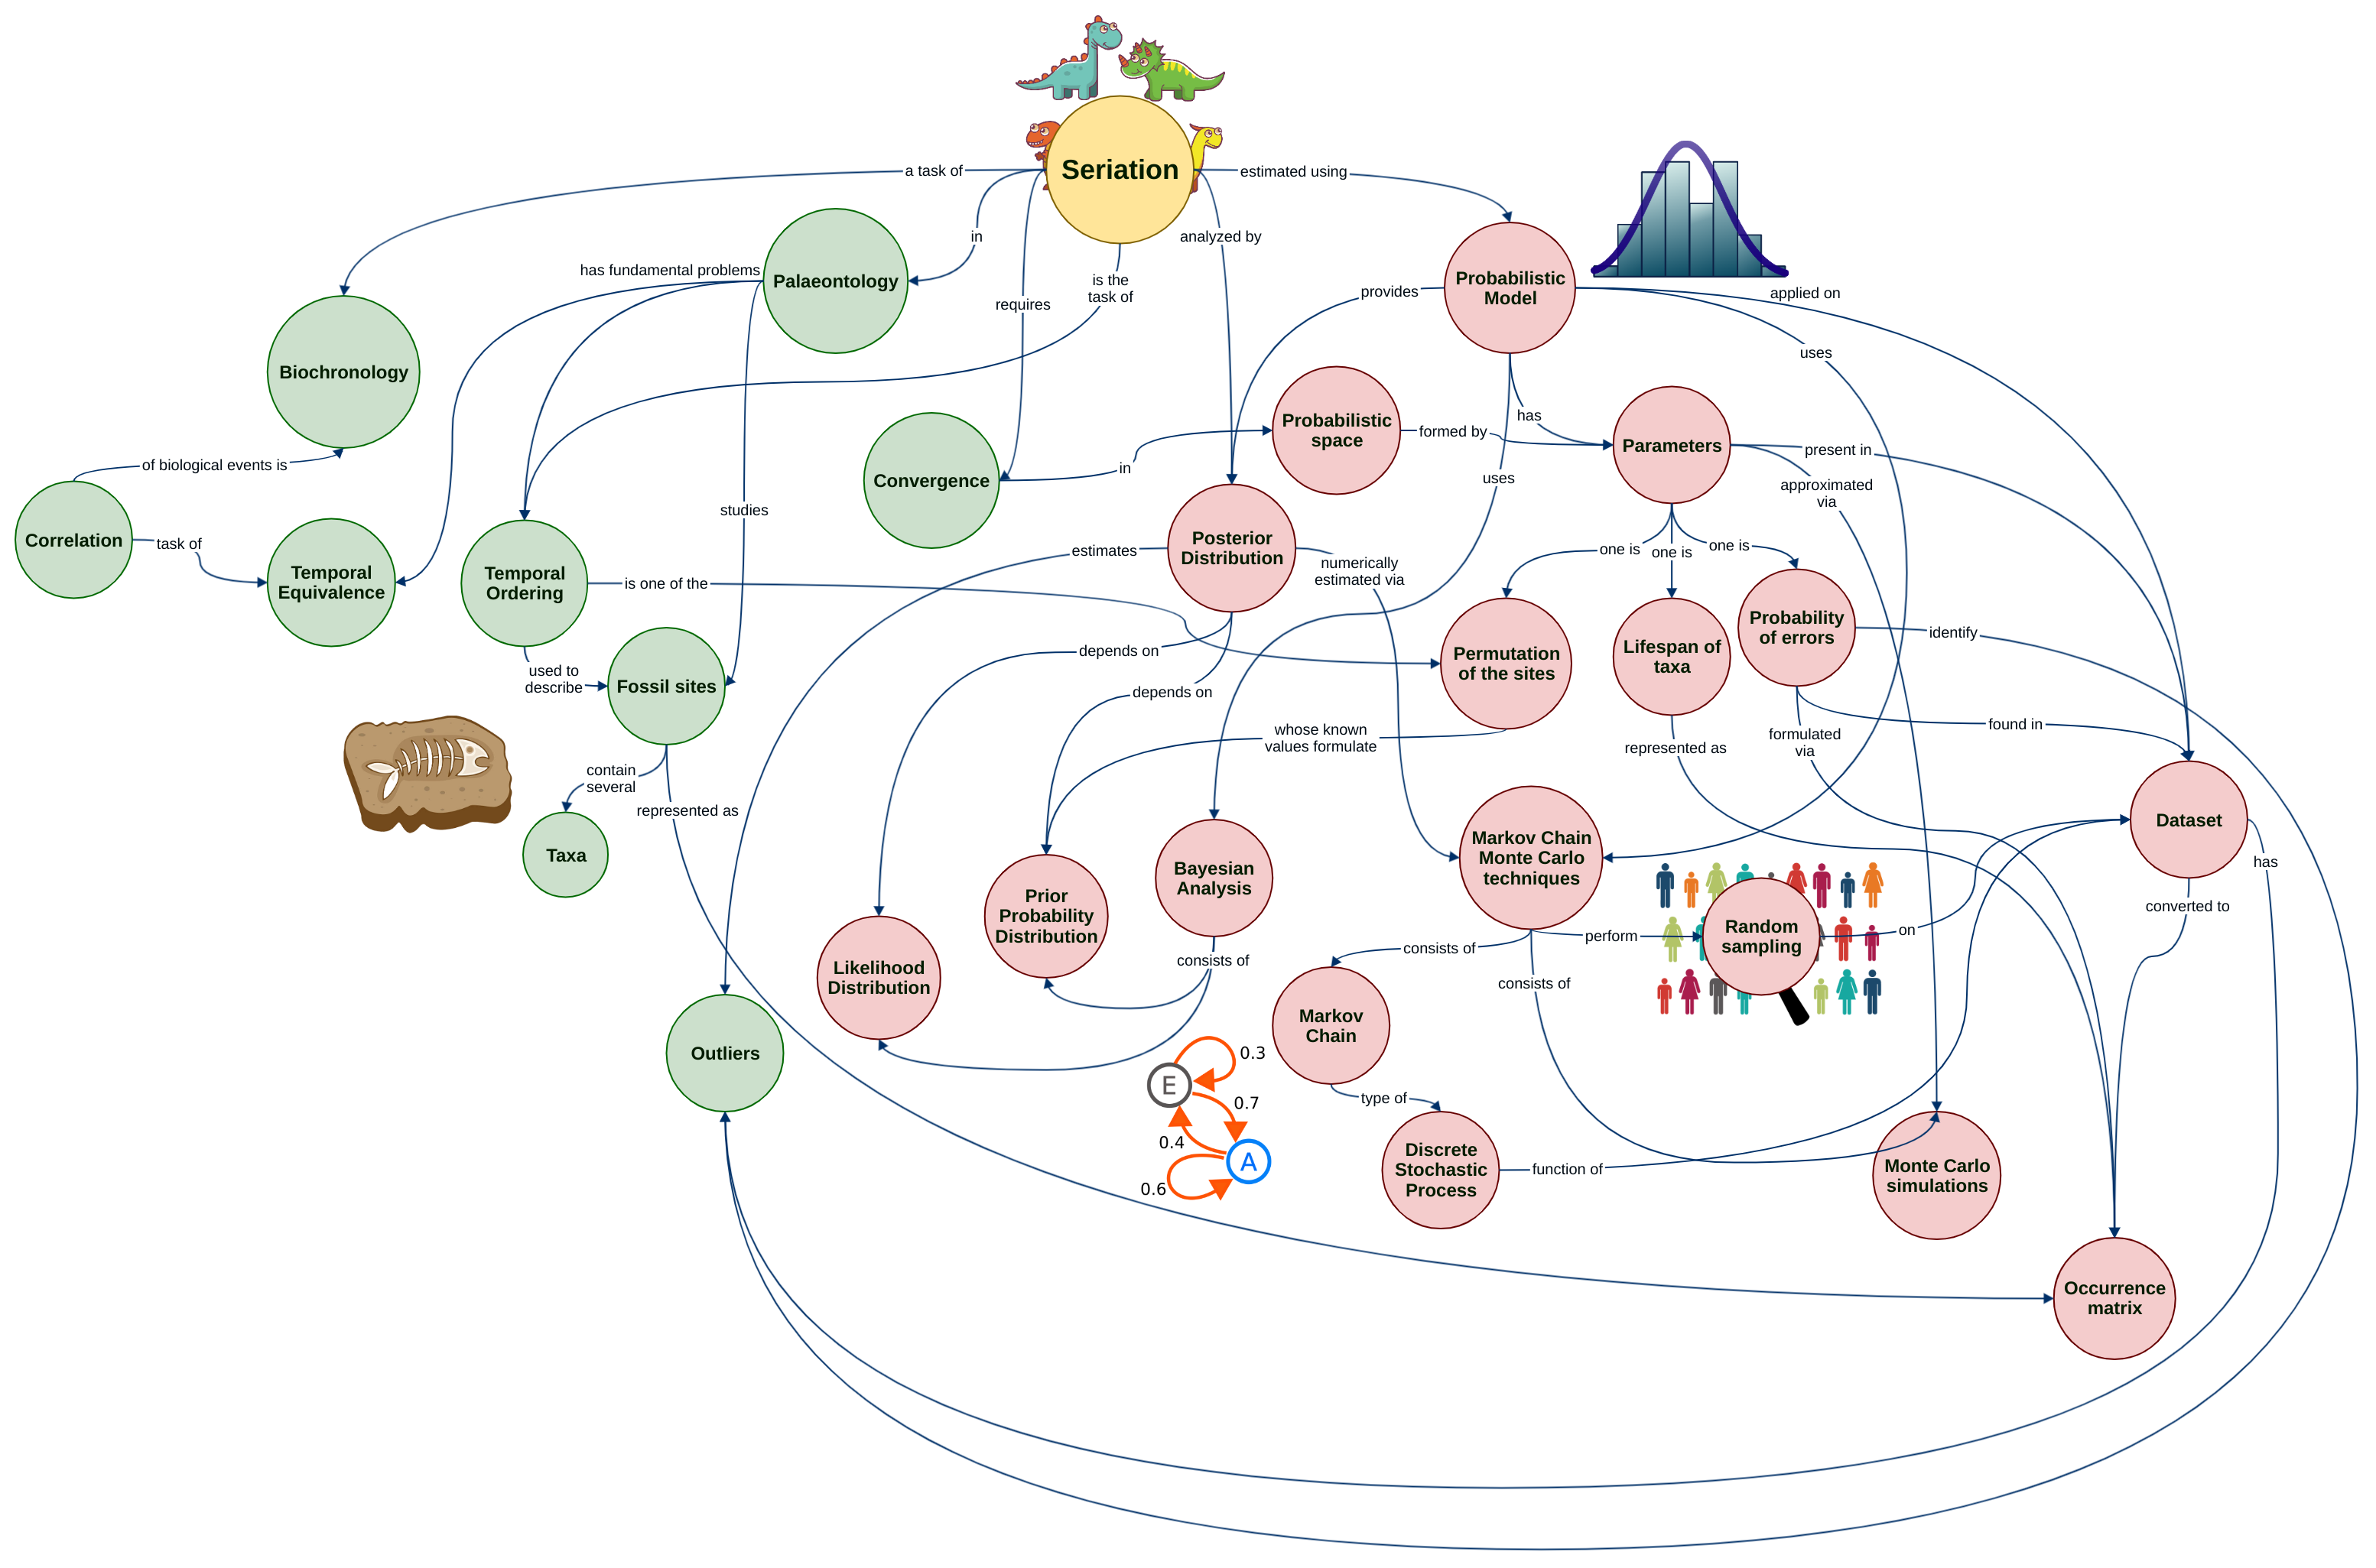 Seriation
a task of
estimated using
in
analyzed by
has fundamental problems
Palaeontology
is the
task of
requires
provides
Probabilistic
Model
applied on
uses
Biochronology
Probabilistic
space
formed by
has
Parameters
present in
of biological events is
Convergence
in
uses
approximated
via
studies
Correlation
task of
Temporal
Equivalence
Temporal
Ordering
is one of the
estimates
Posterior
Distribution
numerically
estimated via
one is
one is
one is
used to
describe
Fossil sites
depends on
depends on
Permutation
of the sites
Lifespan of
taxa
Probability
of errors
identify
whose known
values formulate
represented as
formulated
via
found in
contain
several
represented as
Taxa
Prior
Probability
Distribution
Bayesian
Analysis
Markov Chain
Monte Carlo
techniques
Dataset
has
converted to
Likelihood
Distribution
consists of
consists of
perform
Random
sampling
on
consists of
Outliers
Markov
Chain
E
0.3
0.7
0.4
A
0.6
type of
Discrete
Stochastic
Process
function of
Monte Carlo
simulations
Occurrence
matrix